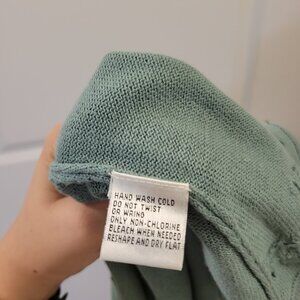 HAND WASH COLD
DO NOT TWIST
OR WRING
ONLY NON-CHLORINE
BLEACH WHEN NEEDED
RESHAPE AND DRY FLAT